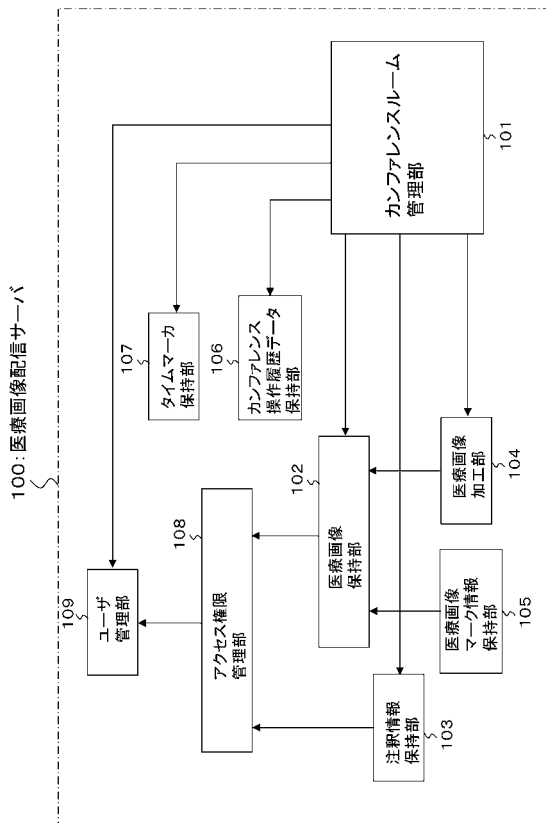 100:医療画像配信サーバ
109
ユーザ
管理部
108
アクセス権限
管理部
107
タイムマーカ
保持部
106
カンファレンス
操作履歴データ
保持部
102
医療画像
保持部
103
注釈情報
保持部
105
医療画像
マーク情報
保持部
104
医療画像
加工部
カンファレンスルーム
管理部
101